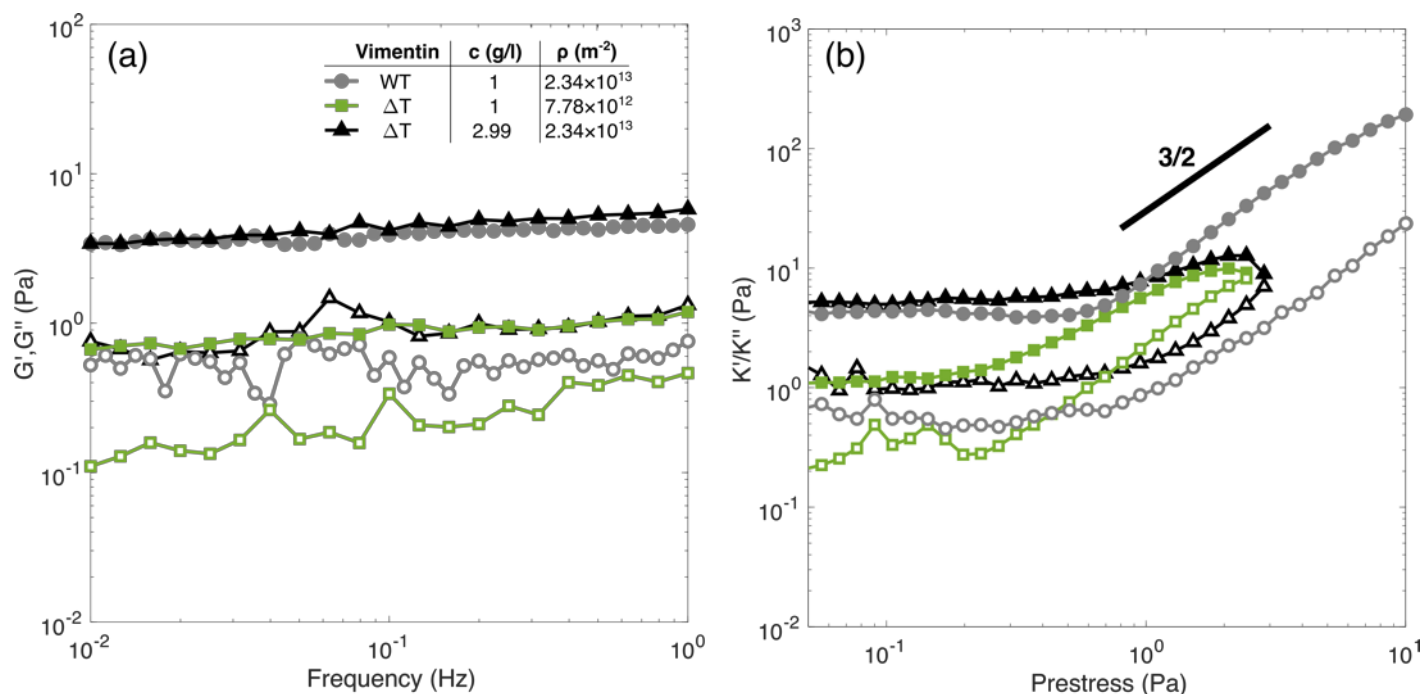 (a)
Vimentin c (g/l) ρ (m⁻²)
WT 1 2.34×10¹³
ΔT 1 7.78×10¹²
ΔT 2.99 2.34×10¹³
10²
10¹
10⁰
10⁻¹
10⁻²
G',G'' (Pa)
10⁻² 10⁻¹ 10⁰
Frequency (Hz)
(b)
3/2
10³
10²
10¹
10⁰
10⁻¹
10⁻²
K'/K'' (Pa)
10⁻¹ 10⁰ 10¹
Prestress (Pa)